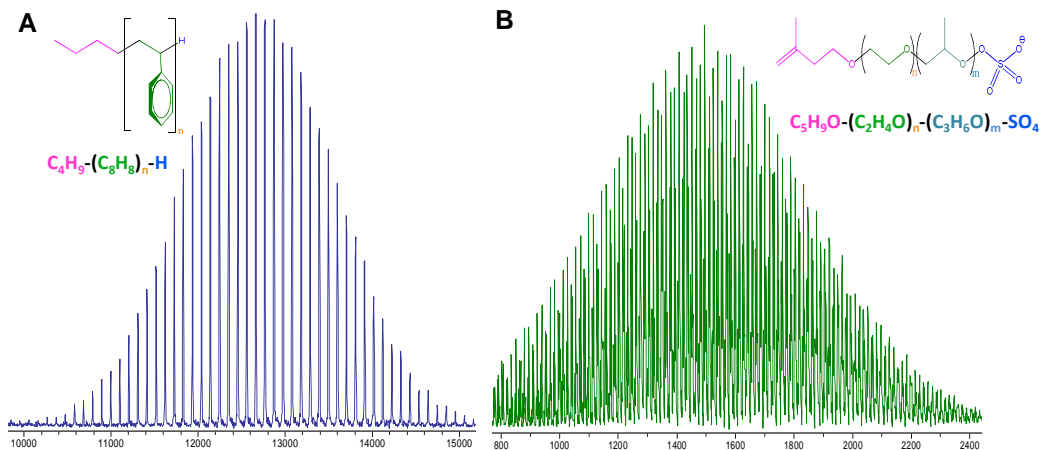 A
H
n
C₄H₉-(C₈H₈)ₙ-H
10000 11000 12000 13000 14000 15000
B
O O n O m O O⊖ S O O
C₅H₉O-(C₂H₄O)ₙ-(C₃H₆O)ₘ-SO₄
800 1000 1200 1400 1600 1800 2000 2200 2400